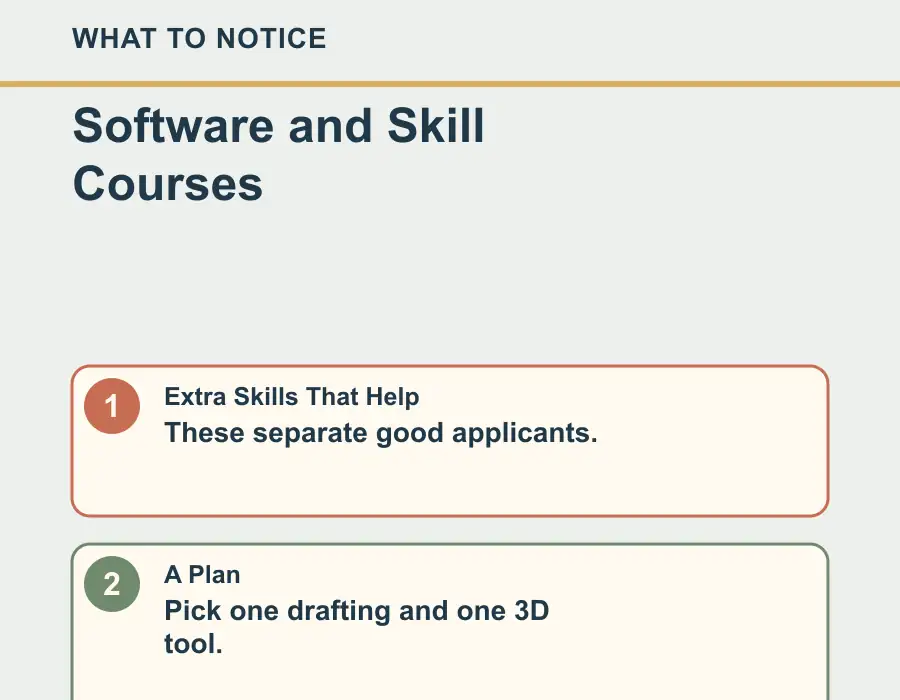 WHAT TO NOTICE
Software and Skill
Courses
1
Extra Skills That Help
These separate good applicants.
2
A Plan
Pick one drafting and one 3D
tool.